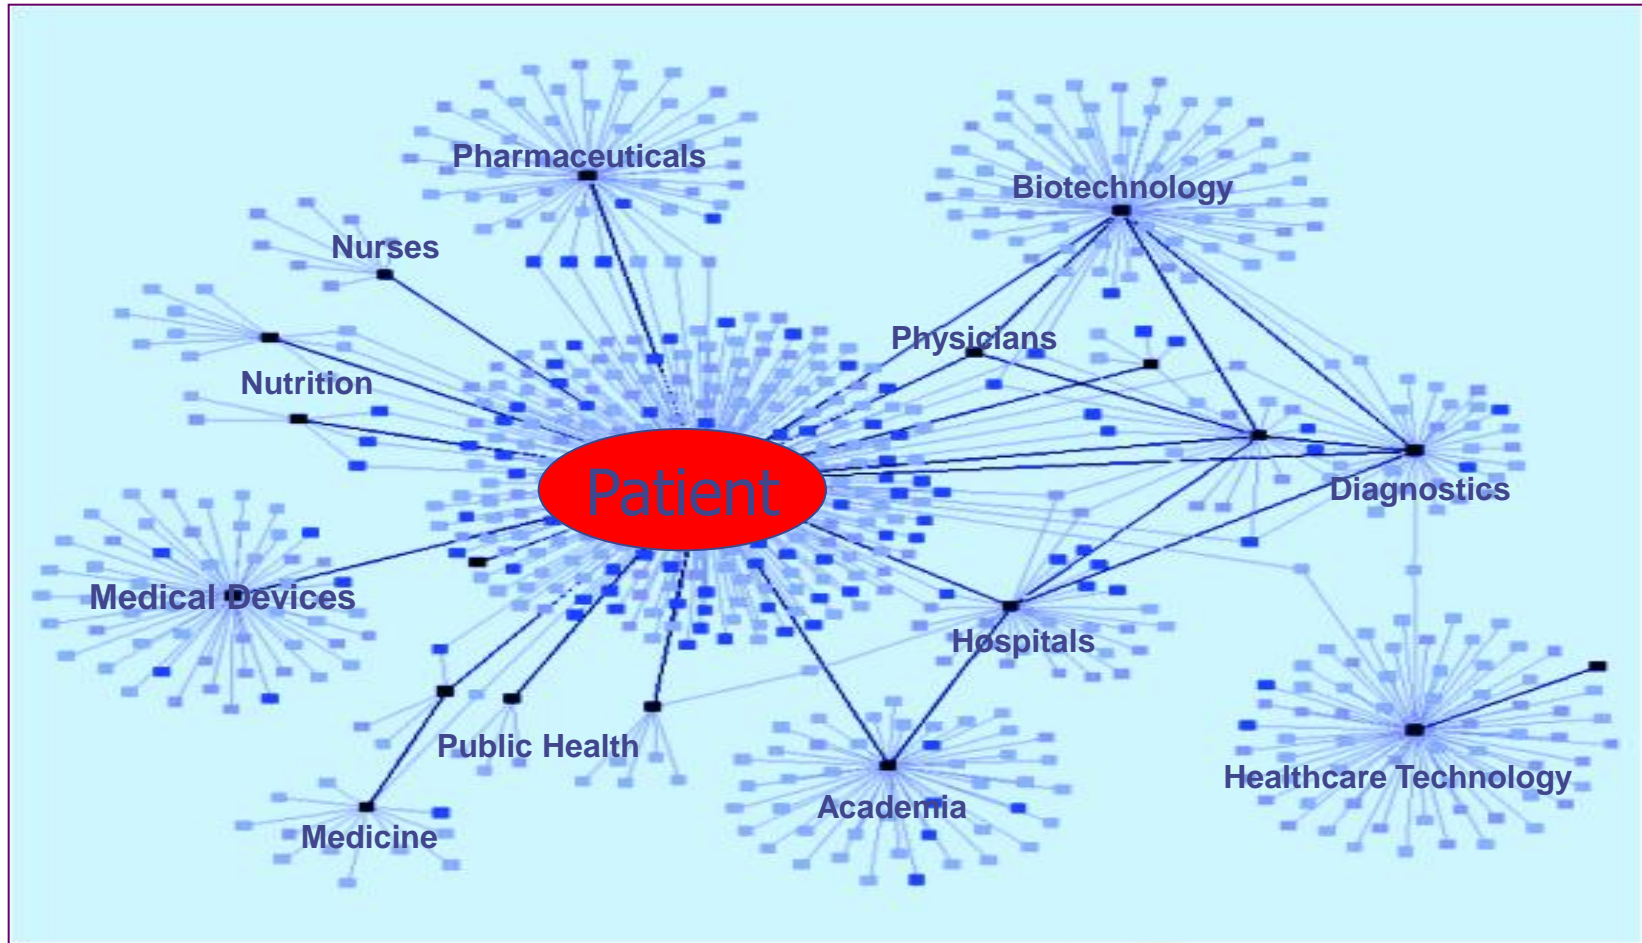 Pharmaceuticals
Biotechnology
Nurses
Physicians
Nutrition
Patient
Diagnostics
Medical Devices
Hospitals
Public Health
Healthcare Technology
Academia
Medicine